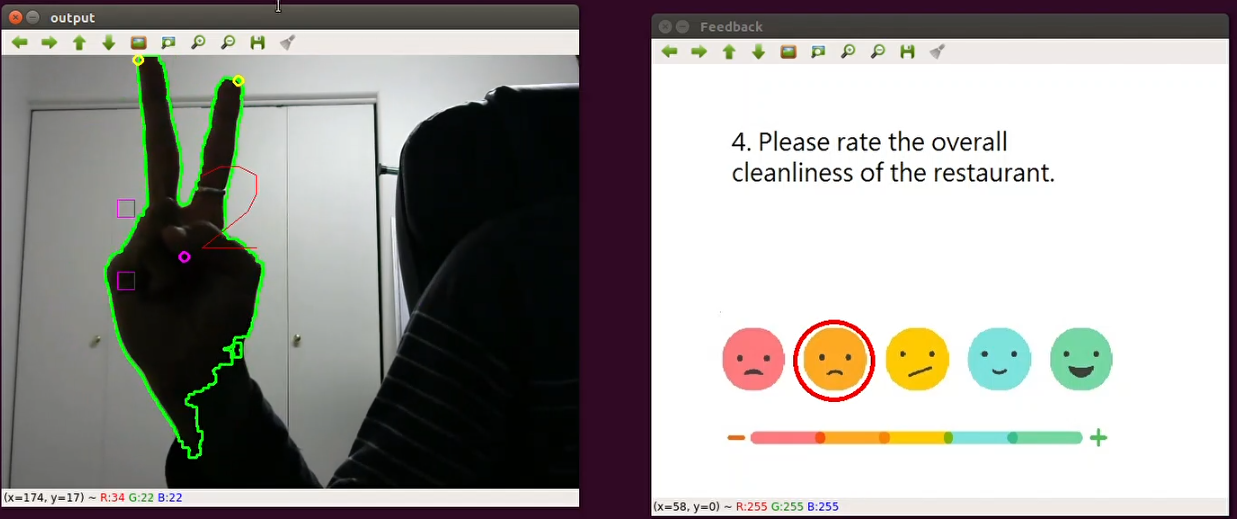 output
2
(x=174, y=17) ~ R:34 G:22 B:22
Feedback
4. Please rate the overall
cleanliness of the restaurant.
(x=58, y=0) ~ R:255 G:255 B:255